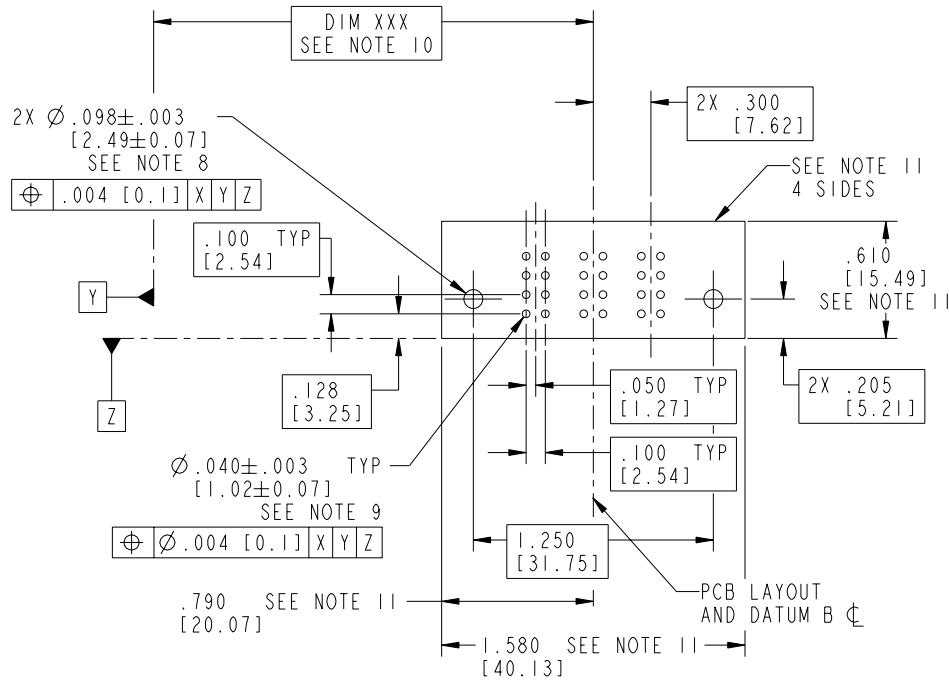 DIM XXX
SEE NOTE 10
2X Ø.098±.003
[2.49±0.07]
SEE NOTE 8
⌖ .004 [0.1] X Y Z
2X .300
[7.62]
SEE NOTE 11
4 SIDES
.100 TYP
[2.54]
.610
[15.49]
SEE NOTE 11
Y
Z
.128
[3.25]
.050 TYP
[1.27]
2X .205
[5.21]
.100 TYP
[2.54]
Ø.040±.003 TYP
[1.02±0.07]
SEE NOTE 9
⌖ Ø.004 [0.1] X Y Z
1.250
[31.75]
.790 SEE NOTE 11
[20.07]
PCB LAYOUT
AND DATUM B ℄
1.580 SEE NOTE 11
[40.13]